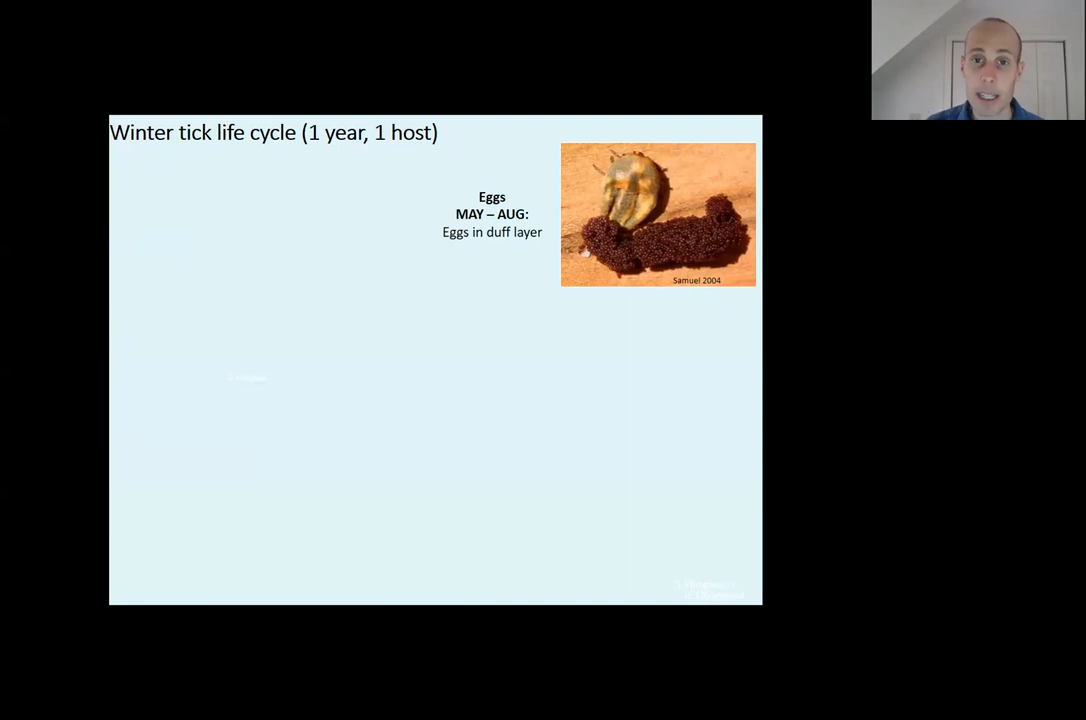 Winter tick life cycle (1 year, 1 host)
Eggs
MAY – AUG:
Eggs in duff layer
Samuel 2004